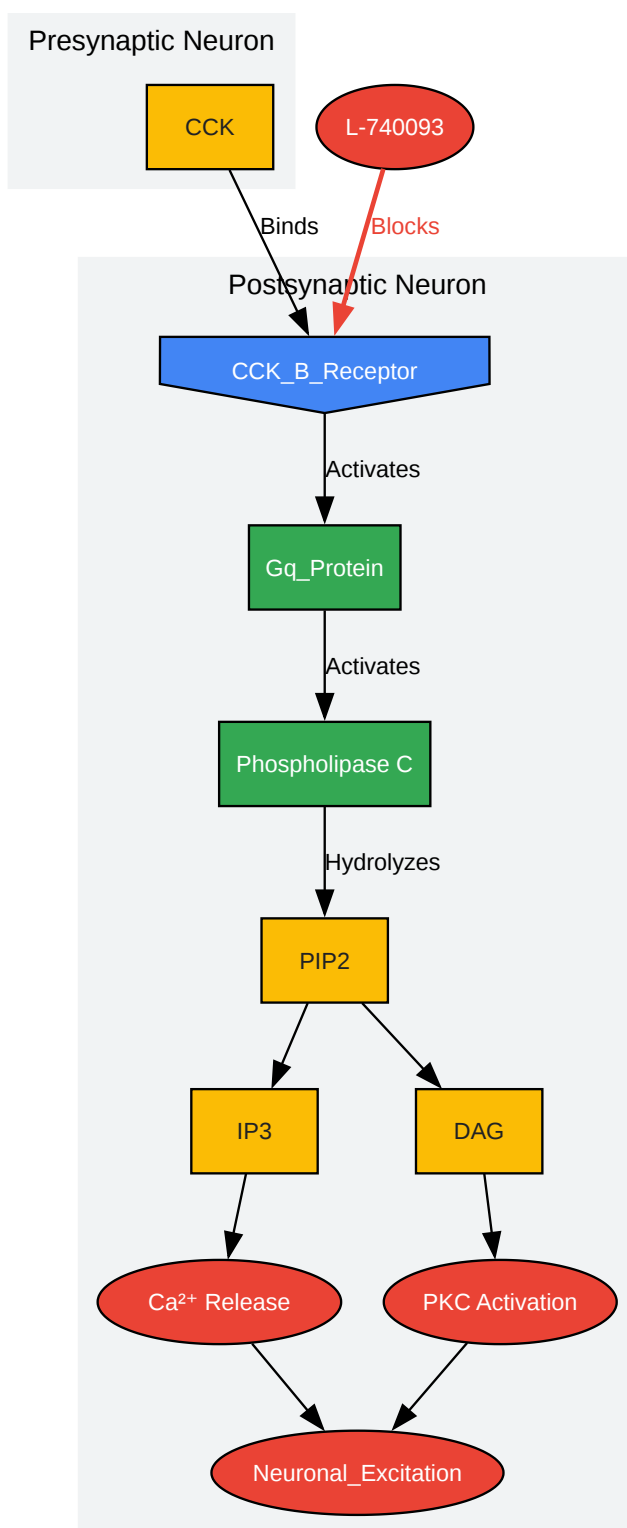 Presynaptic Neuron
CCK
L-740093
Binds
Blocks
Postsynaptic Neuron
CCK_B_Receptor
Activates
Gq_Protein
Activates
Phospholipase C
Hydrolyzes
PIP2
IP3
DAG
Ca²⁺ Release
PKC Activation
Neuronal_Excitation